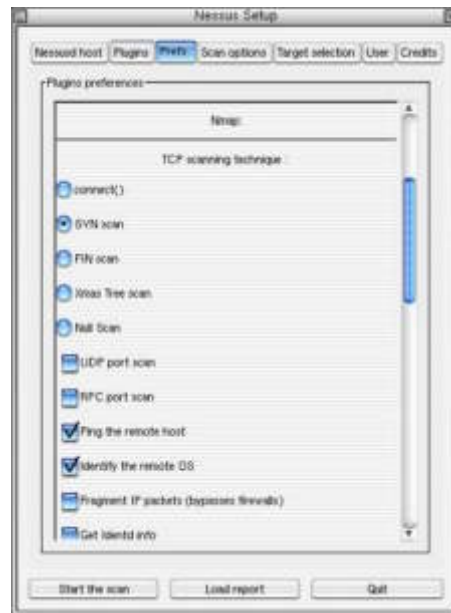 Nessus Setup
Nessusd host Plugins Prefs. Scan options Target selection User Credits
Plugins preferences
Nmap:
TCP scanning technique :
connect()
SYN scan
FIN scan
Xmas Tree scan
Null Scan
UDP port scan
RPC port scan
Ping the remote host
Identify the remote OS
Fragment IP packets (bypasses firewalls)
Get Identd info
Start the scan Load report Quit